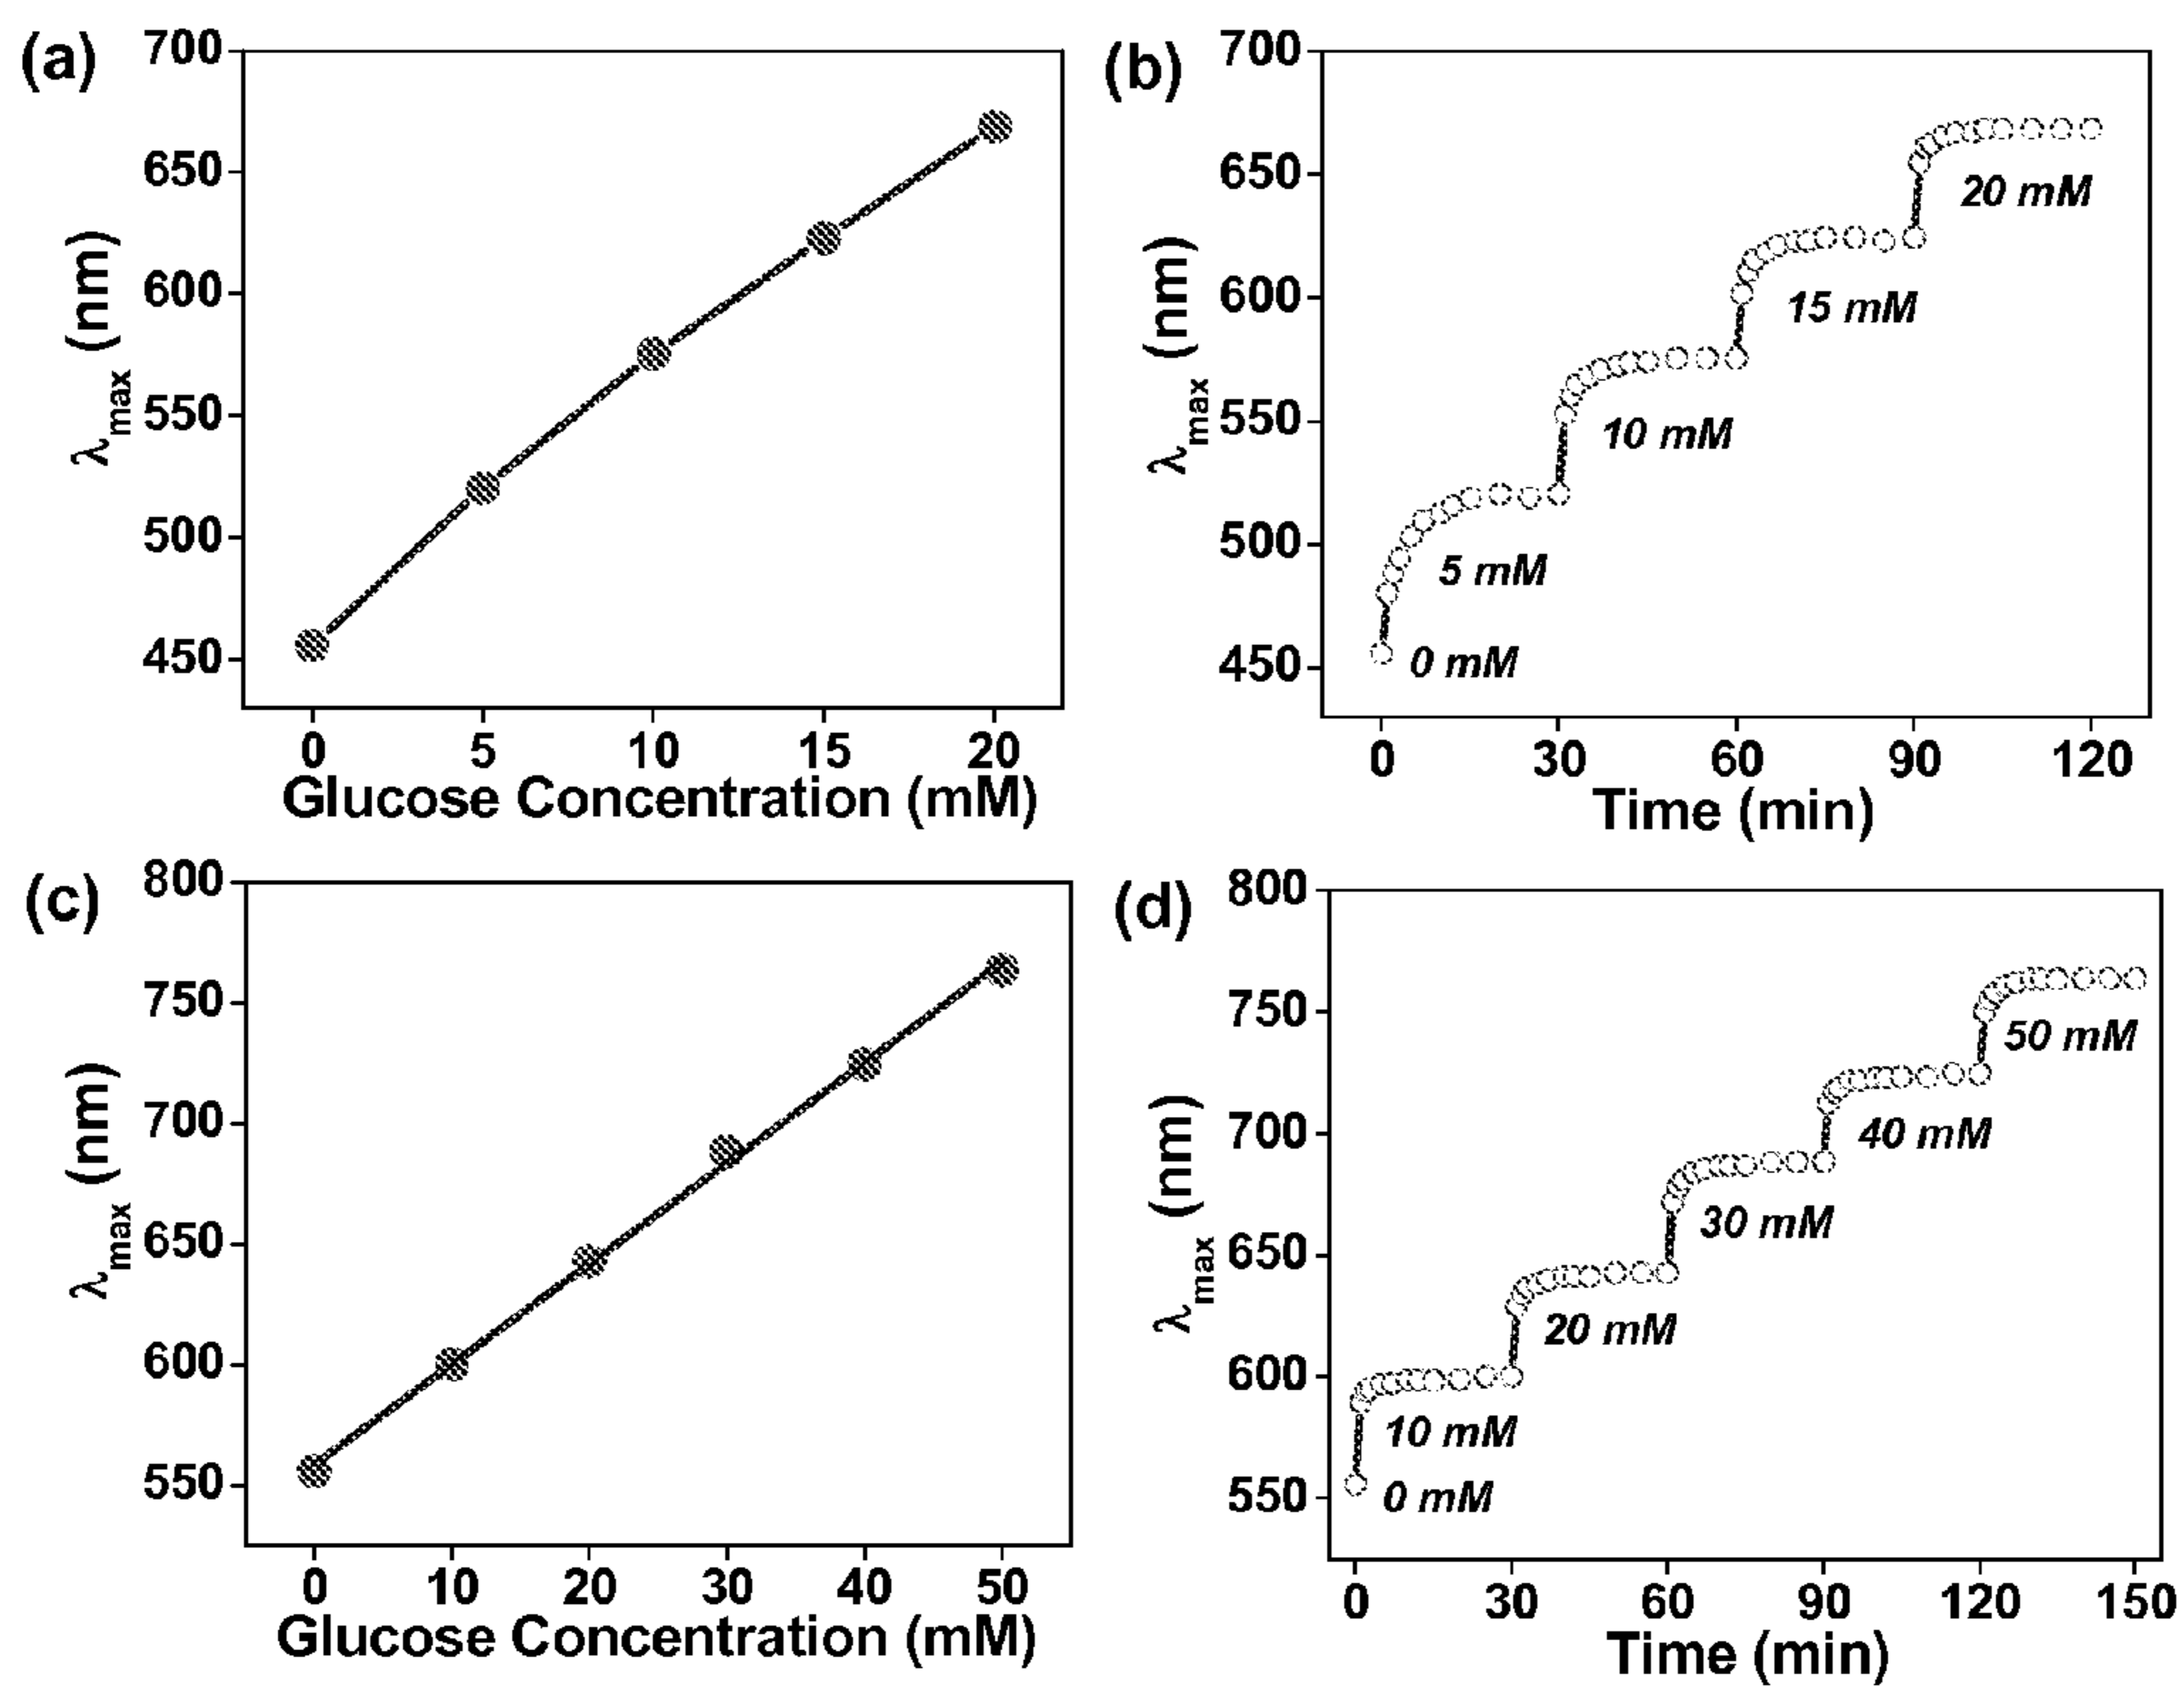 (a)
700
650
600
550
500
450
λmax (nm)
0 5 10 15 20
Glucose Concentration (mM)
(b)
700
650
600
550
500
450
λmax (nm)
20 mM
15 mM
10 mM
5 mM
0 mM
0 30 60 90 120
Time (min)
(c)
800
750
700
650
600
550
λmax (nm)
0 10 20 30 40 50
Glucose Concentration (mM)
(d)
800
750
700
650
600
550
λmax (nm)
50 mM
40 mM
30 mM
20 mM
10 mM
0 mM
0 30 60 90 120 150
Time (min)